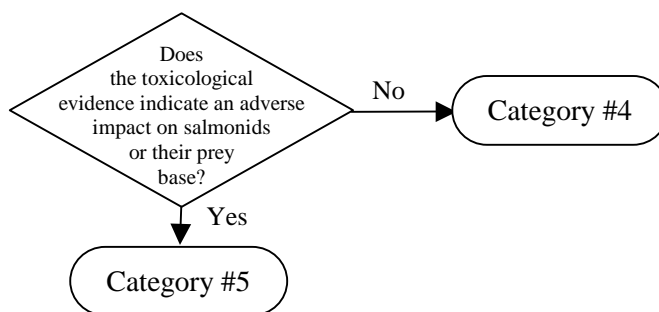 Does
the toxicological
evidence indicate an adverse
impact on salmonids
or their prey
base?
No
Category #4
Yes
Category #5